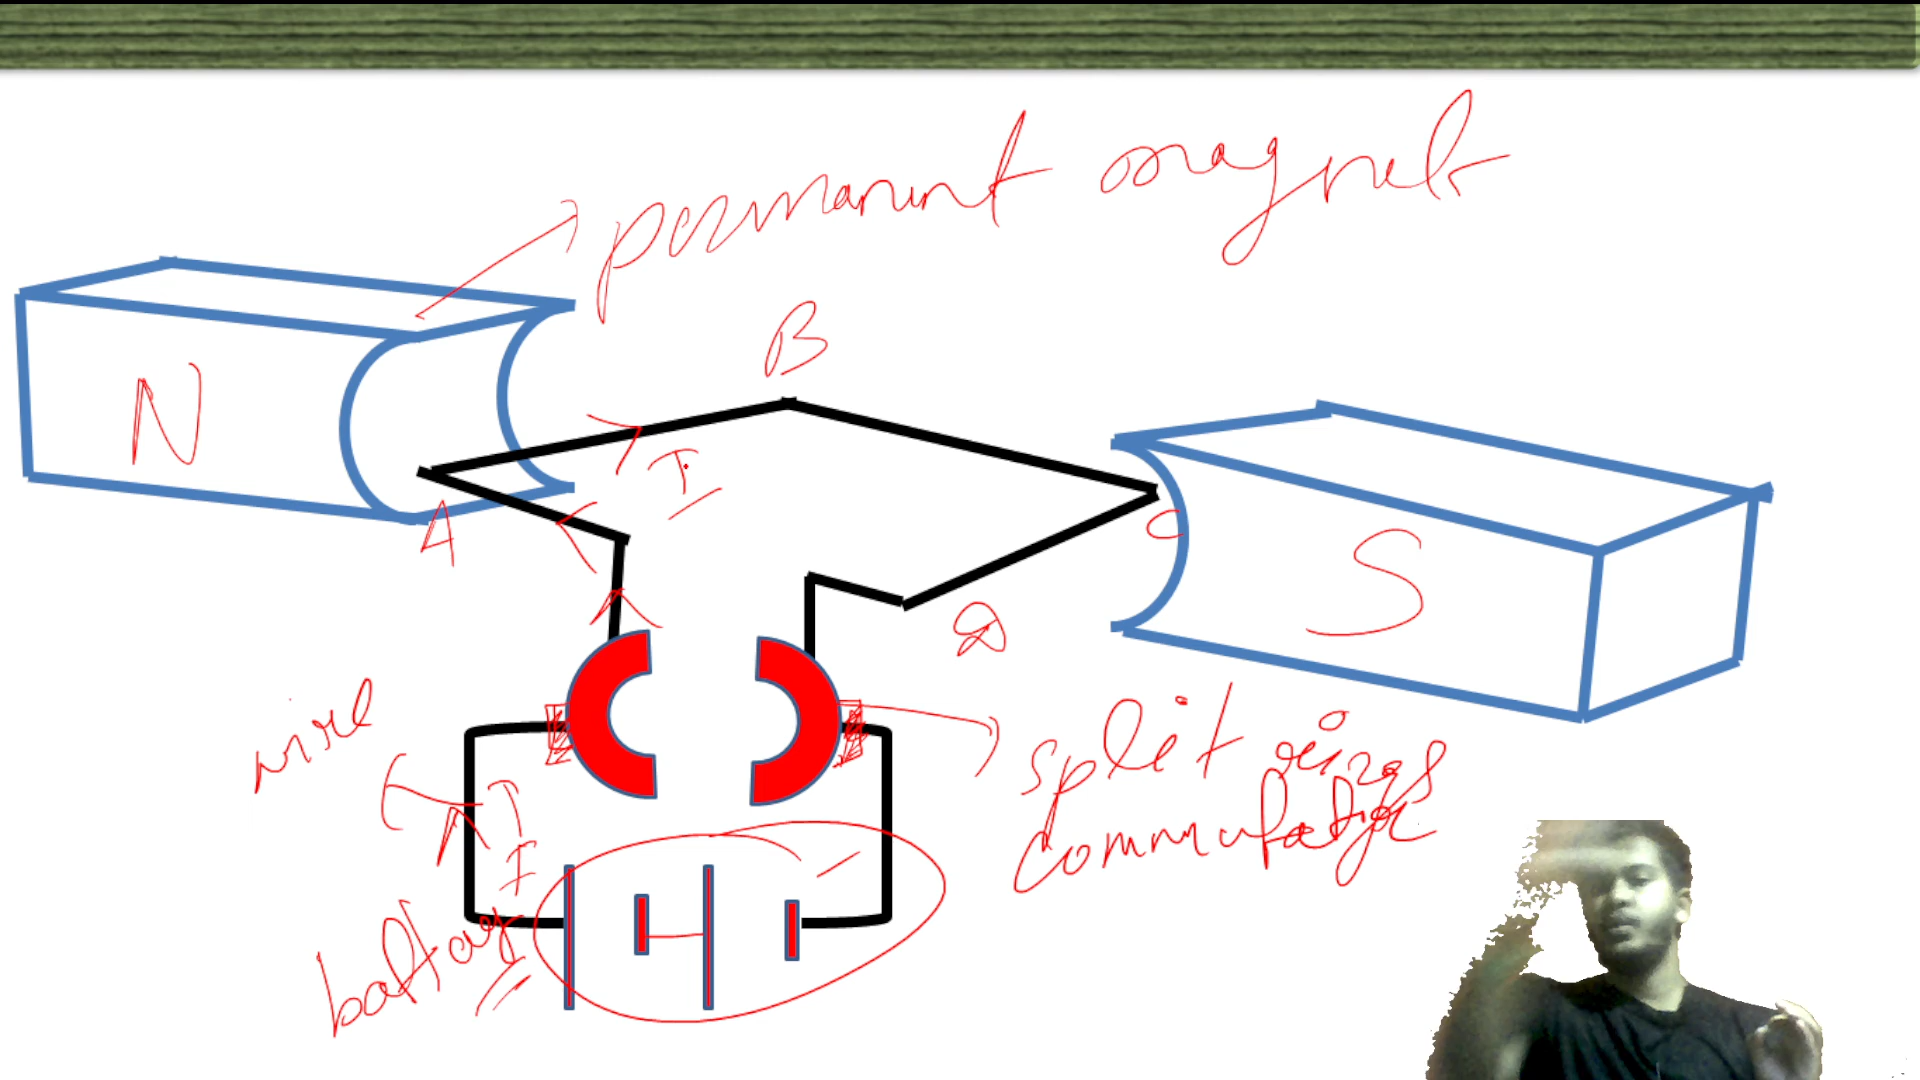 permanent magnet
B
N
I
A
C
S
D
wire
split rings
commutator
I
I
battery